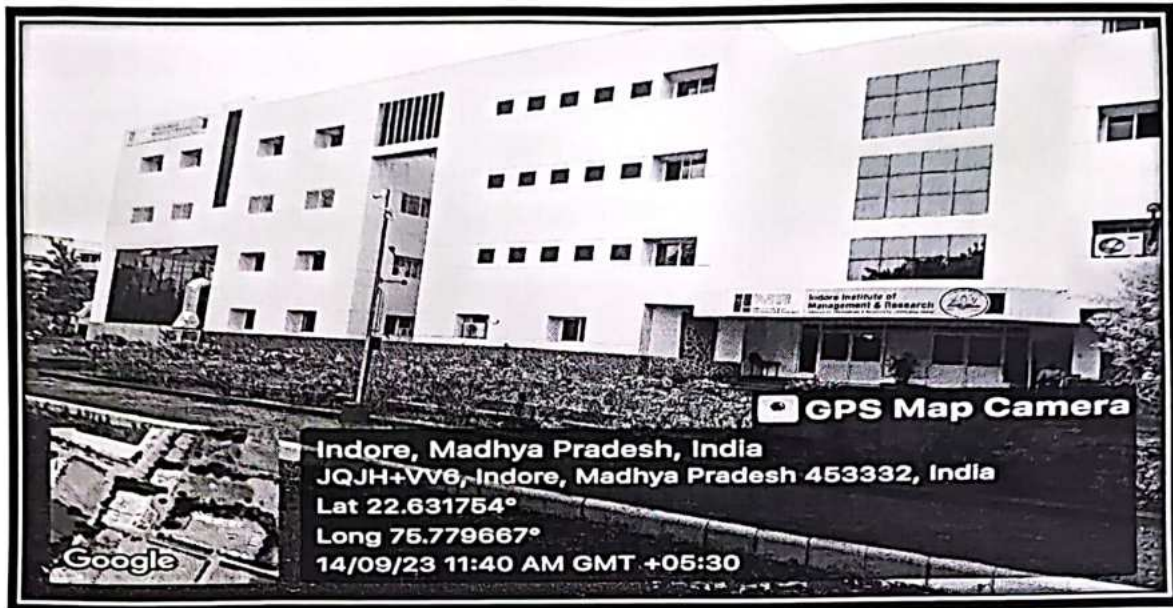 Indore Institute of
Management & Research
GPS Map Camera
Indore, Madhya Pradesh, India
JQJH+VV6, Indore, Madhya Pradesh 453332, India
Lat 22.631754°
Long 75.779667°
14/09/23 11:40 AM GMT +05:30
Google